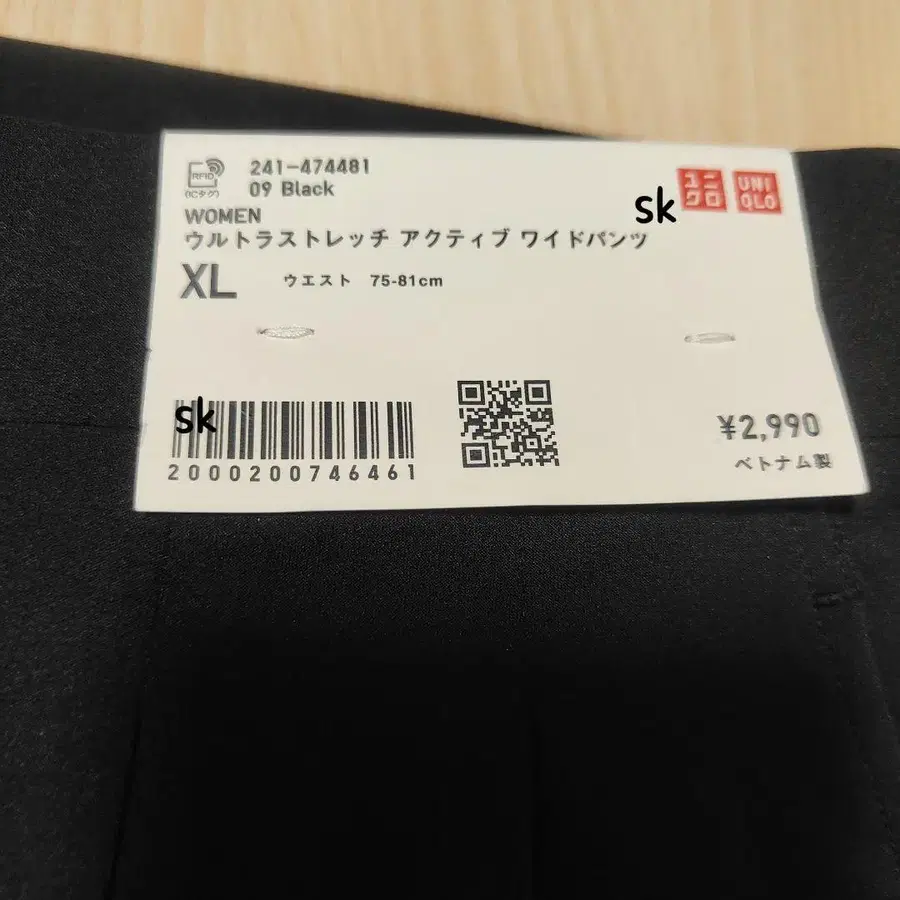 241-474481
RFID
09 Black
(ICタグ)
sk
ユニクロ
UNIQLO
WOMEN
ウルトラストレッチ アクティブ ワイドパンツ
XL ウエスト 75-81cm
sk
2000200746461
¥2,990
ベトナム製